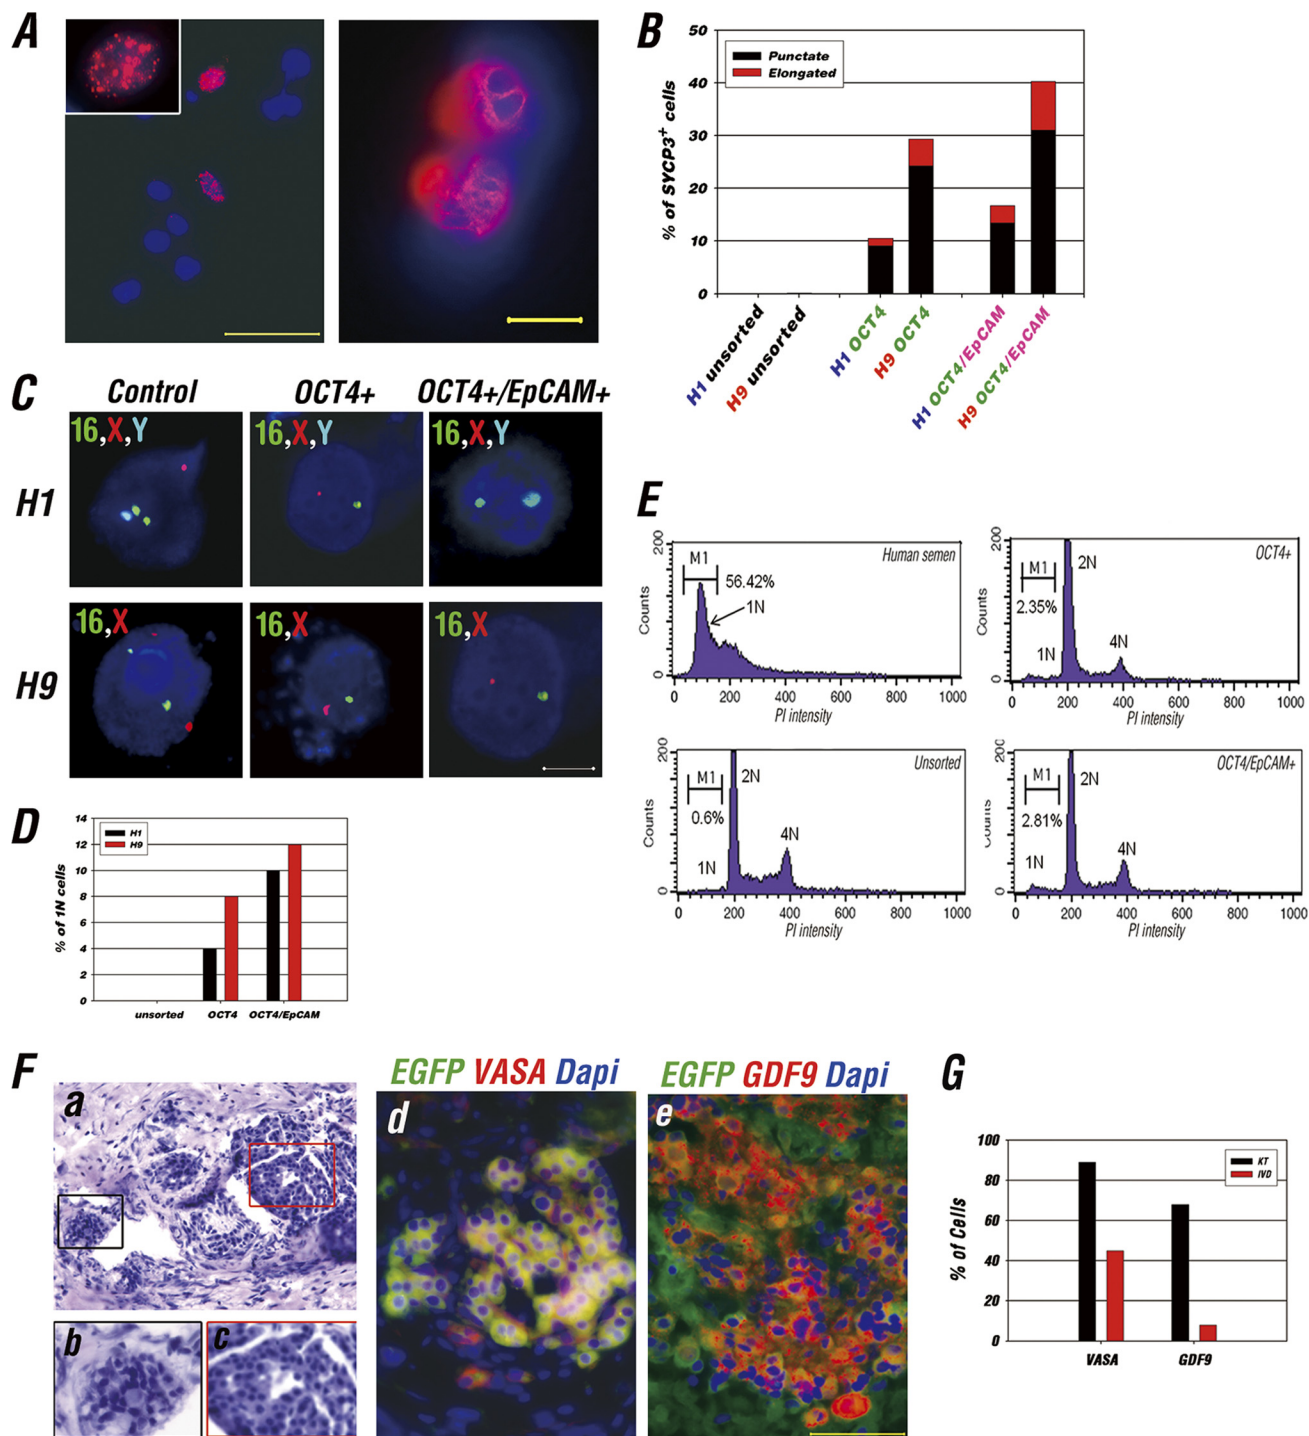 A
B
50
40
30
20
10
0
% of SYCP3+ cells
Punctate
Elongated
H1 unsorted
H9 unsorted
H1 OCT4
H9 OCT4
H1 OCT4/EpCAM
H9 OCT4/EpCAM
C
Control
OCT4+
OCT4+/EpCAM+
H1
16,X,Y
16,X,Y
16,X,Y
H9
16,X
16,X
16,X
D
14
12
10
8
6
4
2
0
% of 1N cells
H1
H9
unsorted
OCT4
OCT4/EpCAM
E
Human semen
200
0
Counts
M1
56.42%
1N
0 200 400 600 800 1000
PI intensity
OCT4+
200
0
Counts
M1
2.35%
1N
2N
4N
0 200 400 600 800 1000
PI intensity
Unsorted
200
0
Counts
M1
0.6%
1N
2N
4N
0 200 400 600 800 1000
PI intensity
OCT4/EpCAM+
200
0
M1
2.81%
1N
2N
4N
0 200 400 600 800 1000
PI intensity
F
a
b
c
EGFP VASA Dapi
d
EGFP GDF9 Dapi
e
G
100
80
60
40
20
0
% of Cells
KT
IVD
VASA
GDF9